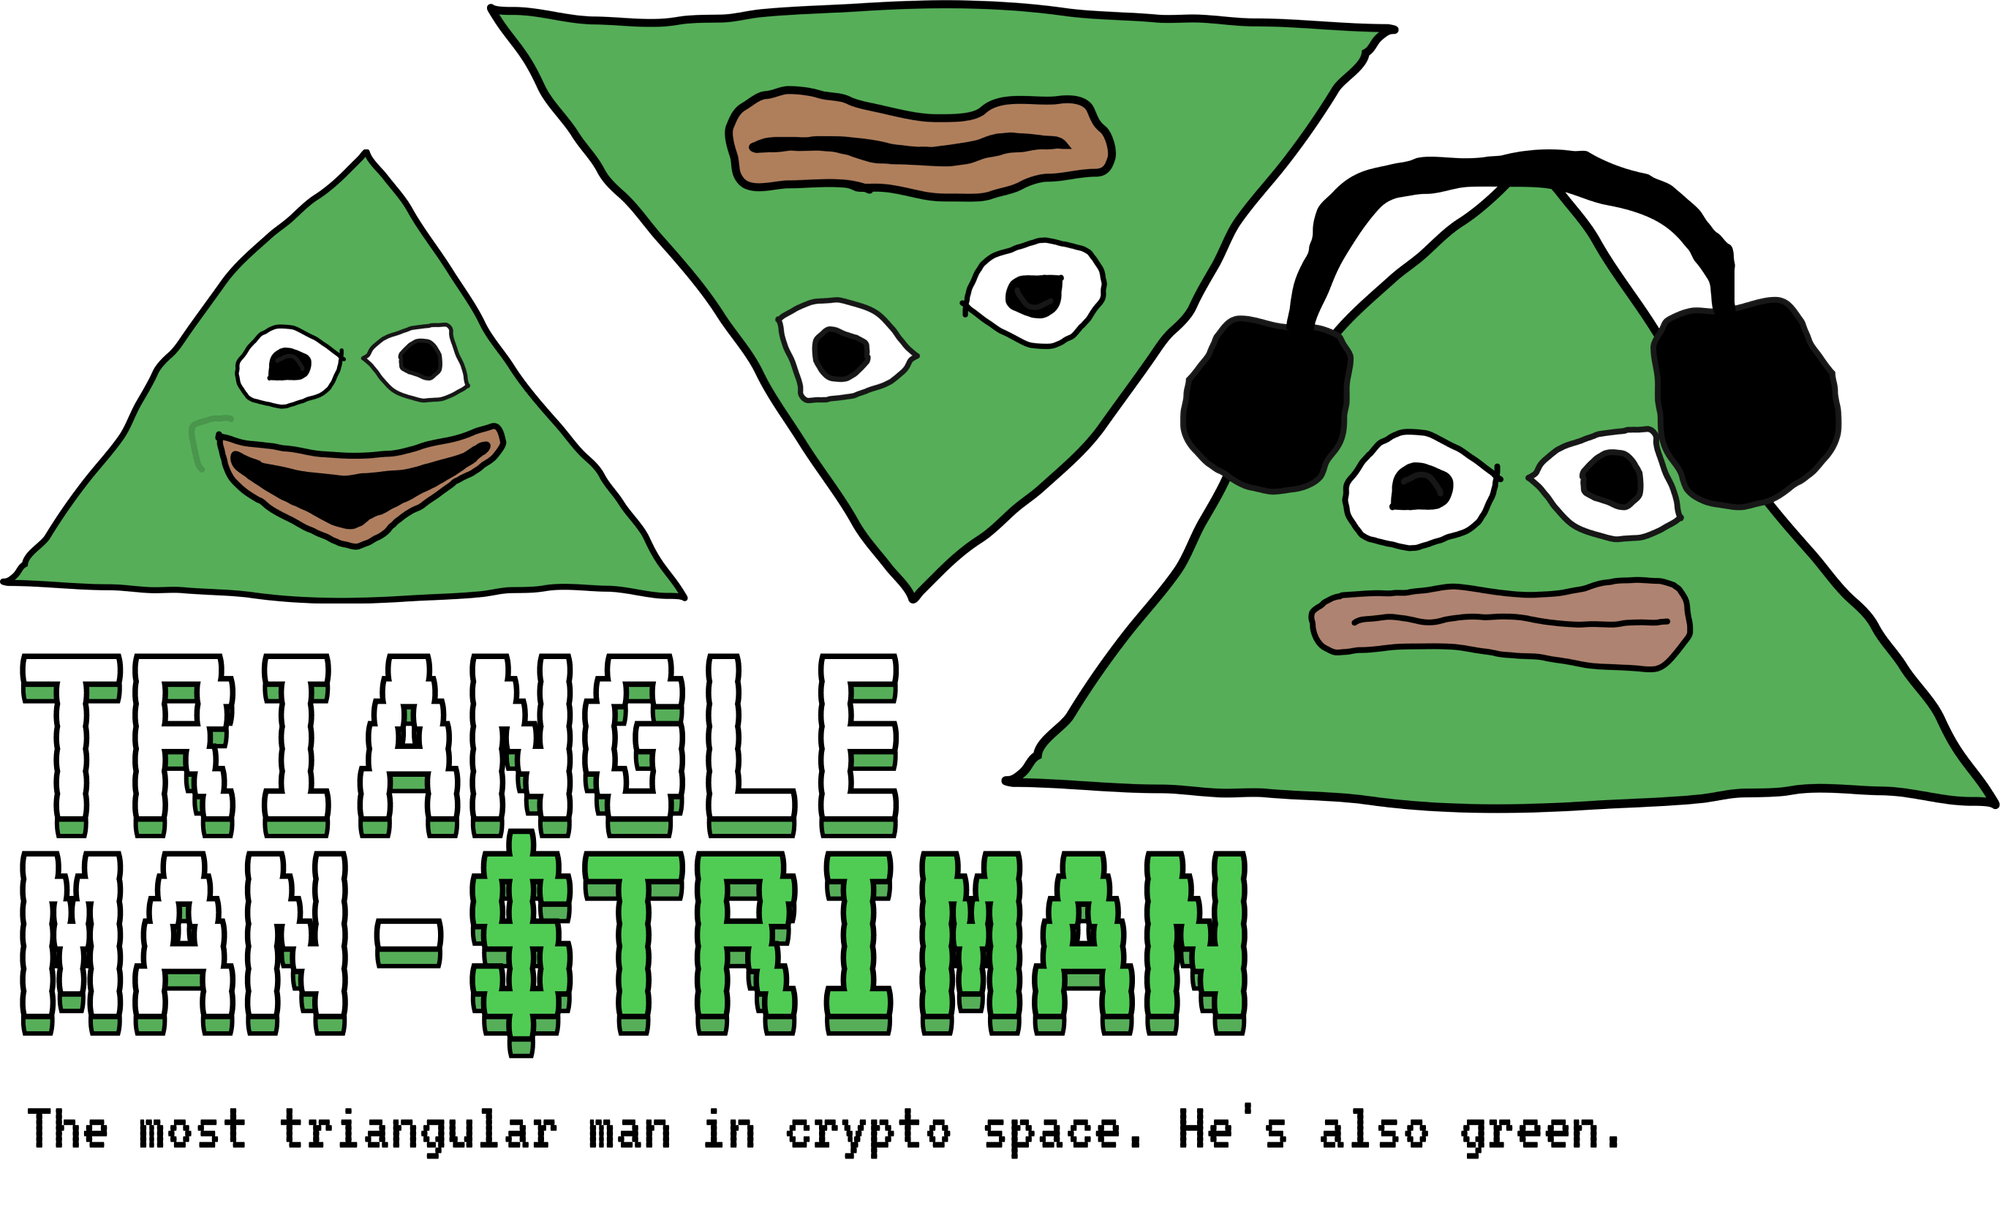 TRIANGLE
MAN-$TRIMAN
The most triangular man in crypto space. He's also green.